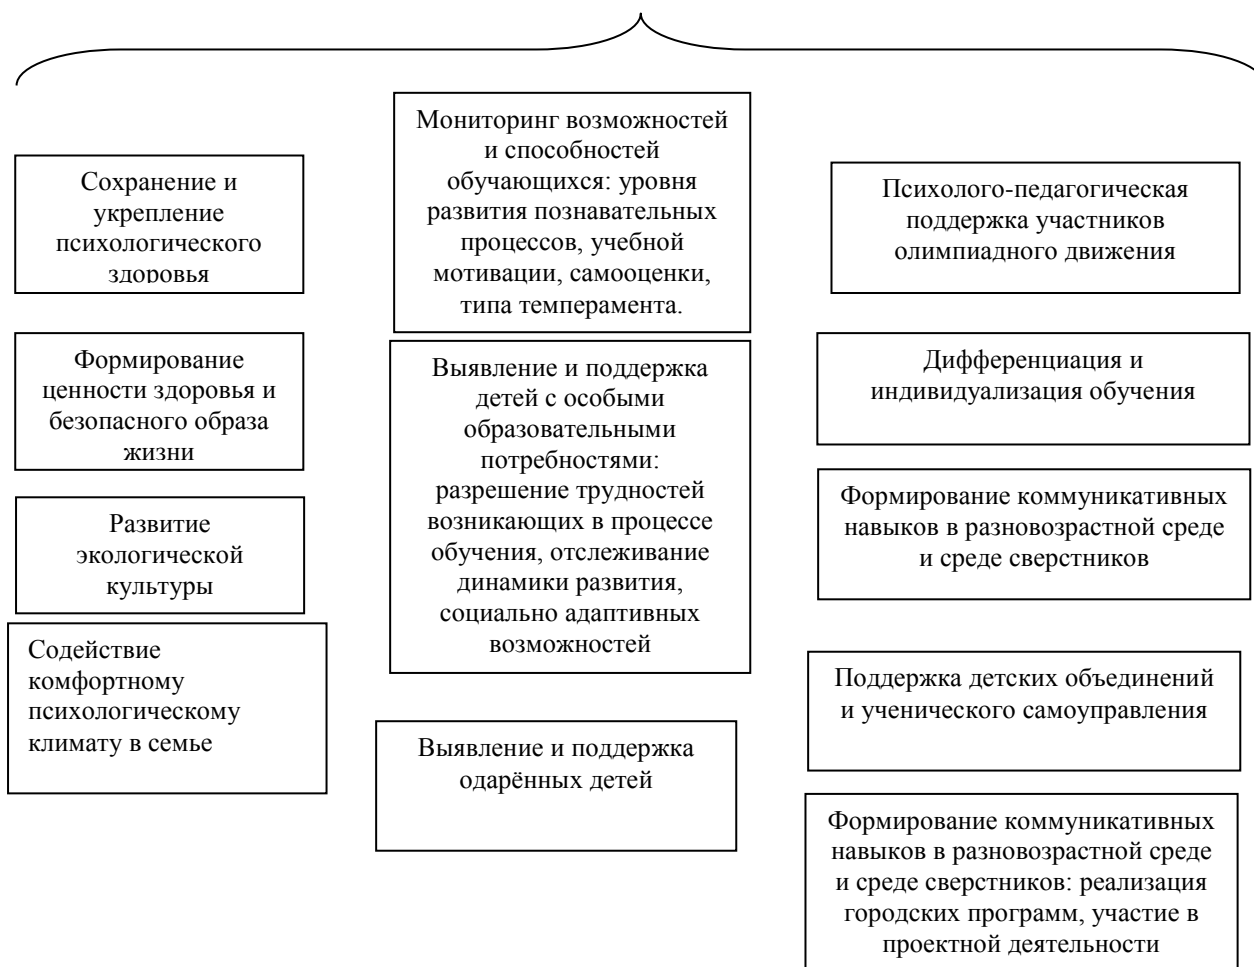 Сохранение и
укрепление
психологического
здоровья
Формирование
ценности здоровья и
безопасного образа
жизни
Развитие
экологической
культуры
Содействие
комфортному
психологическому
климату в семье
Мониторинг возможностей
и способностей
обучающихся: уровня
развития познавательных
процессов, учебной
мотивации, самооценки,
типа темперамента.
Выявление и поддержка
детей с особыми
образовательными
потребностями:
разрешение трудностей
возникающих в процессе
обучения, отслеживание
динамики развития,
социально адаптивных
возможностей
Выявление и поддержка
одарённых детей
Психолого-педагогическая
поддержка участников
олимпиадного движения
Дифференциация и
индивидуализация обучения
Формирование коммуникативных
навыков в разновозрастной среде
и среде сверстников
Поддержка детских объединений
и ученического самоуправления
Формирование коммуникативных
навыков в разновозрастной среде
и среде сверстников: реализация
городских программ, участие в
проектной деятельности